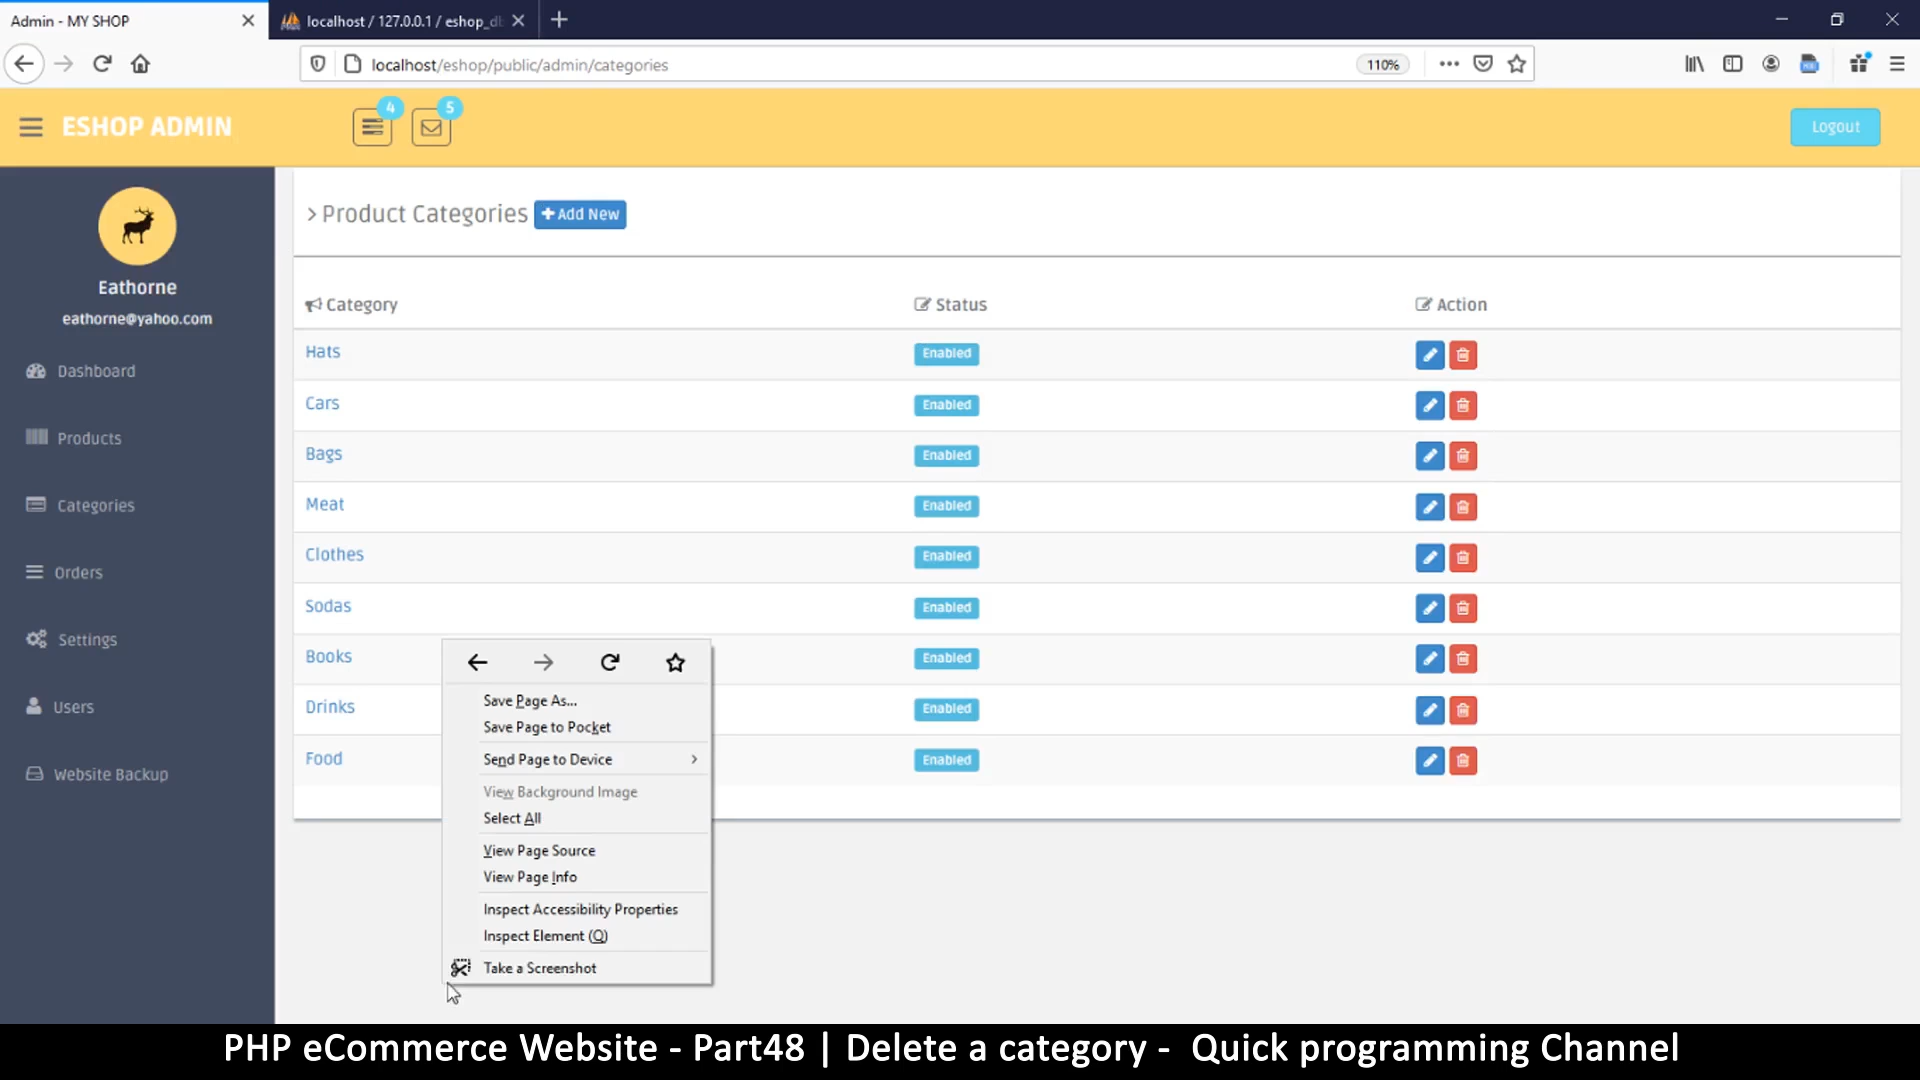 Admin - MY SHOP
localhost / 127.0.0.1 / eshop_d
localhost/eshop/public/admin/categories
110%
ESHOP ADMIN
4
5
Logout
Eathorne
eathorne@yahoo.com
Dashboard
Products
Categories
Orders
Settings
Users
Website Backup
> Product Categories
+ Add New
Category Status Action
Hats Enabled
Cars Enabled
Bags Enabled
Meat Enabled
Clothes Enabled
Sodas Enabled
Books Enabled
Drinks Enabled
Food Enabled
Save Page As...
Save Page to Pocket
Send Page to Device
View Background Image
Select All
View Page Source
View Page Info
Inspect Accessibility Properties
Inspect Element (Q)
Take a Screenshot
PHP eCommerce Website - Part48 | Delete a category - Quick programming Channel